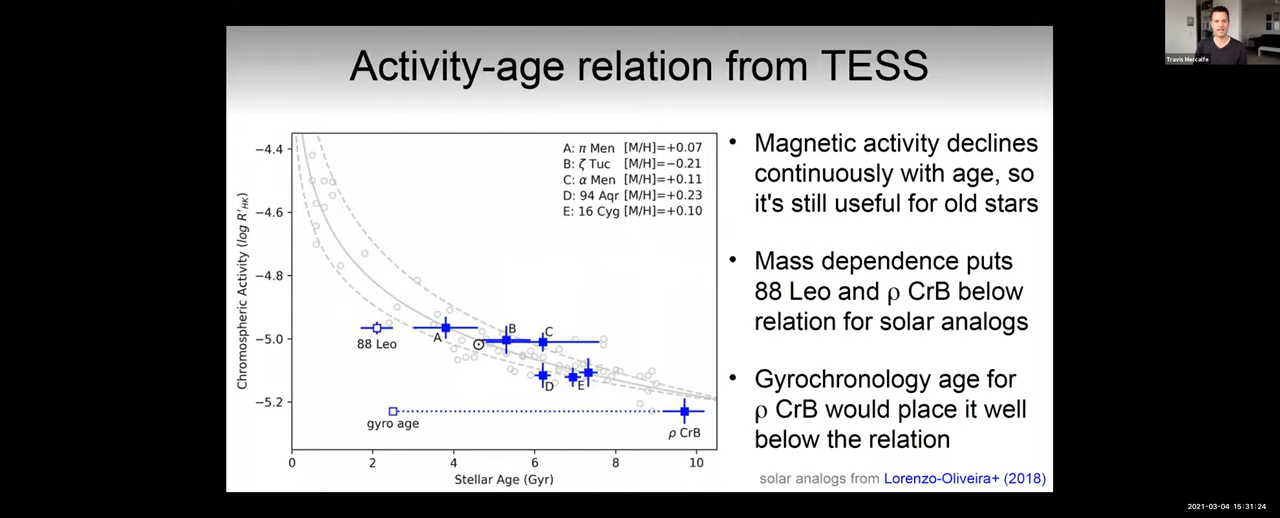 Travis Metcalfe
Activity-age relation from TESS
−4.4
−4.6
−4.8
−5.0
−5.2
Chromospheric Activity (log R'HK)
A: π Men [M/H]=+0.07
B: ζ Tuc [M/H]=−0.21
C: α Men [M/H]=+0.11
D: 94 Aqr [M/H]=+0.23
E: 16 Cyg [M/H]=+0.10
88 Leo
A
B
C
D
E
gyro age
ρ CrB
0 2 4 6 8 10
Stellar Age (Gyr)
• Magnetic activity declines
continuously with age, so
it's still useful for old stars
• Mass dependence puts
88 Leo and ρ CrB below
relation for solar analogs
• Gyrochronology age for
ρ CrB would place it well
below the relation
solar analogs from Lorenzo-Oliveira+ (2018)
2021-03-04 15:31:24